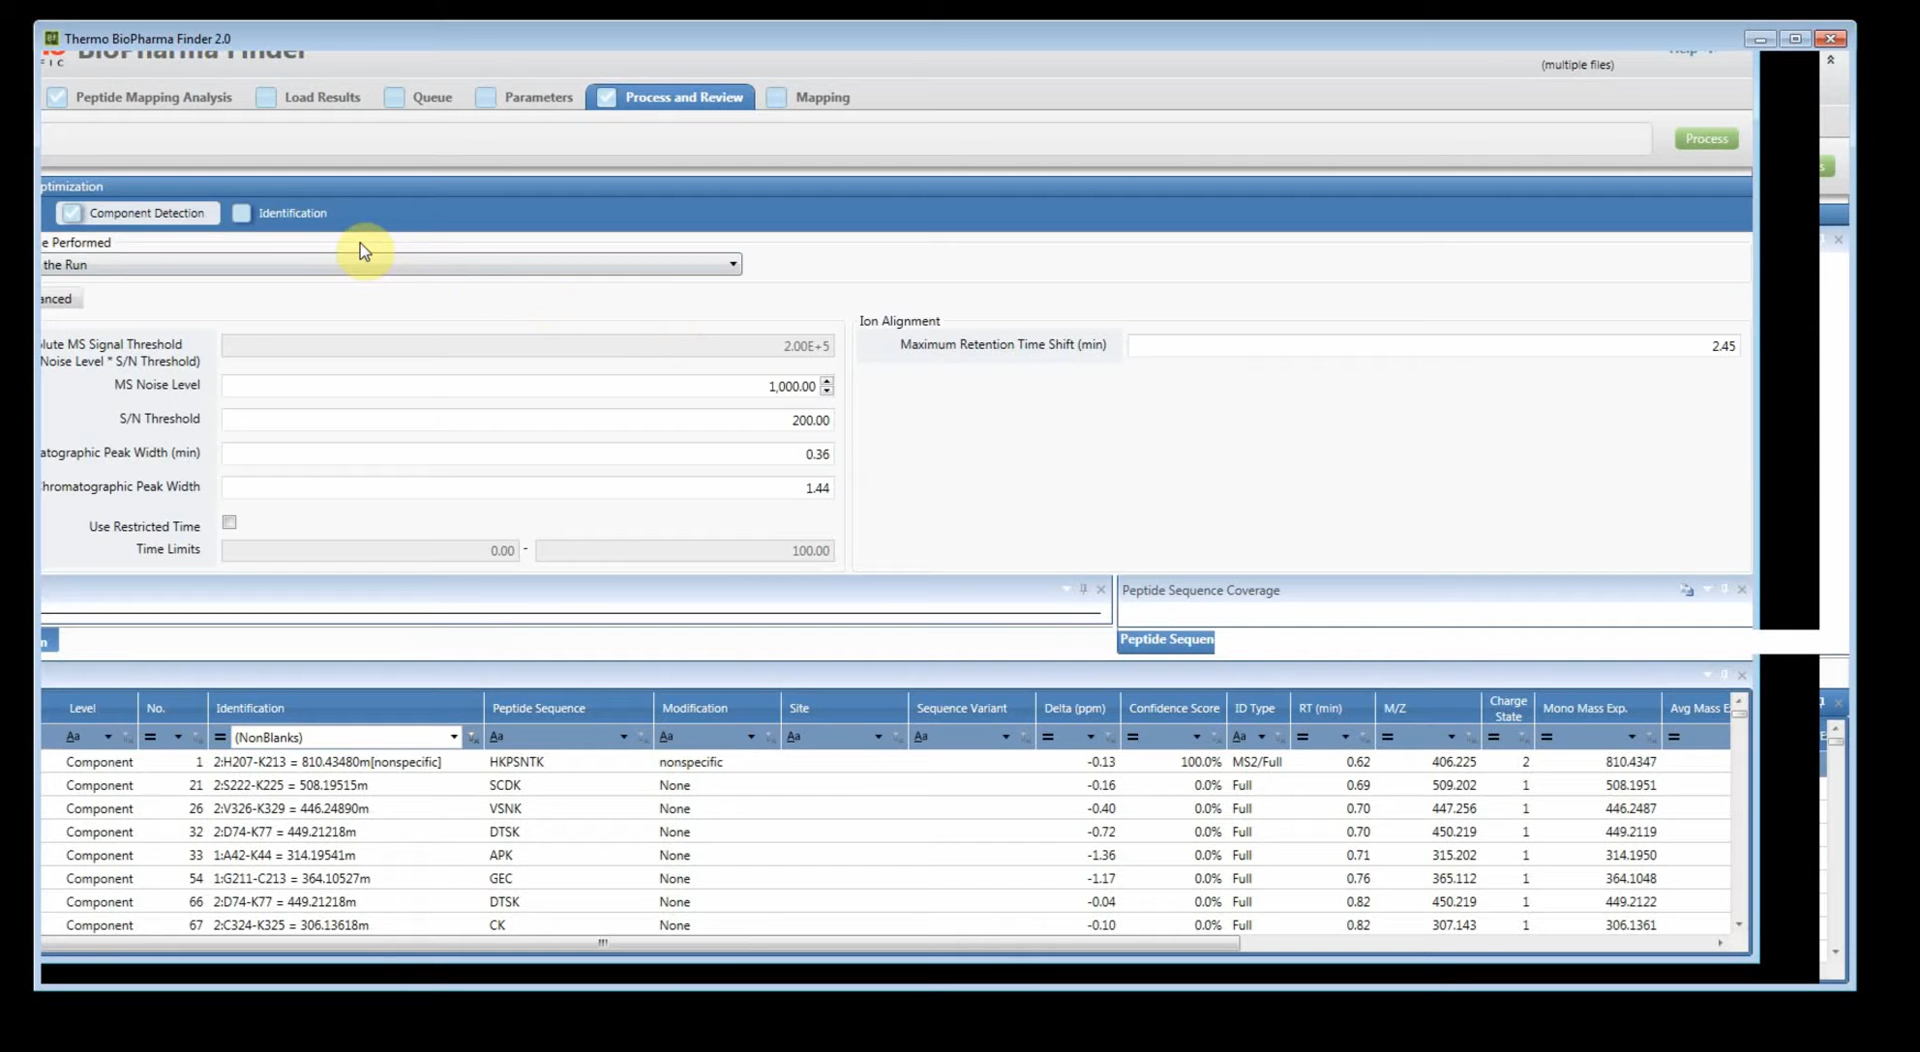 Thermo BioPharma Finder 2.0
BioPharma Finder
FIC
(multiple files)
Peptide Mapping Analysis Load Results Queue Parameters Process and Review Mapping
Process
ptimization
Component Detection Identification
e Performed
the Run
anced
Ion Alignment
lute MS Signal Threshold 2.00E+5 Maximum Retention Time Shift (min) 2.45
Noise Level * S/N Threshold)
MS Noise Level 1,000.00
S/N Threshold 200.00
atographic Peak Width (min) 0.36
hromatographic Peak Width 1.44
Use Restricted Time
Time Limits 0.00 - 100.00
Peptide Sequence Coverage
n Peptide Sequen
Level No. Identification Peptide Sequence Modification Site Sequence Variant Delta (ppm) Confidence Score ID Type RT (min) M/Z Charge State Mono Mass Exp. Avg Mass E
Aa = = (NonBlanks) Aa Aa Aa Aa = = Aa = = = = =
Component 1 2:H207-K213 = 810.43480m[nonspecific] HKPSNTK nonspecific -0.13 100.0% MS2/Full 0.62 406.225 2 810.4347
Component 21 2:S222-K225 = 508.19515m SCDK None -0.16 0.0% Full 0.69 509.202 1 508.1951
Component 26 2:V326-K329 = 446.24890m VSNK None -0.40 0.0% Full 0.70 447.256 1 446.2487
Component 32 2:D74-K77 = 449.21218m DTSK None -0.72 0.0% Full 0.70 450.219 1 449.2119
Component 33 1:A42-K44 = 314.19541m APK None -1.36 0.0% Full 0.71 315.202 1 314.1950
Component 54 1:G211-C213 = 364.10527m GEC None -1.17 0.0% Full 0.76 365.112 1 364.1048
Component 66 2:D74-K77 = 449.21218m DTSK None -0.04 0.0% Full 0.82 450.219 1 449.2122
Component 67 2:C324-K325 = 306.13618m CK None -0.10 0.0% Full 0.82 307.143 1 306.1361